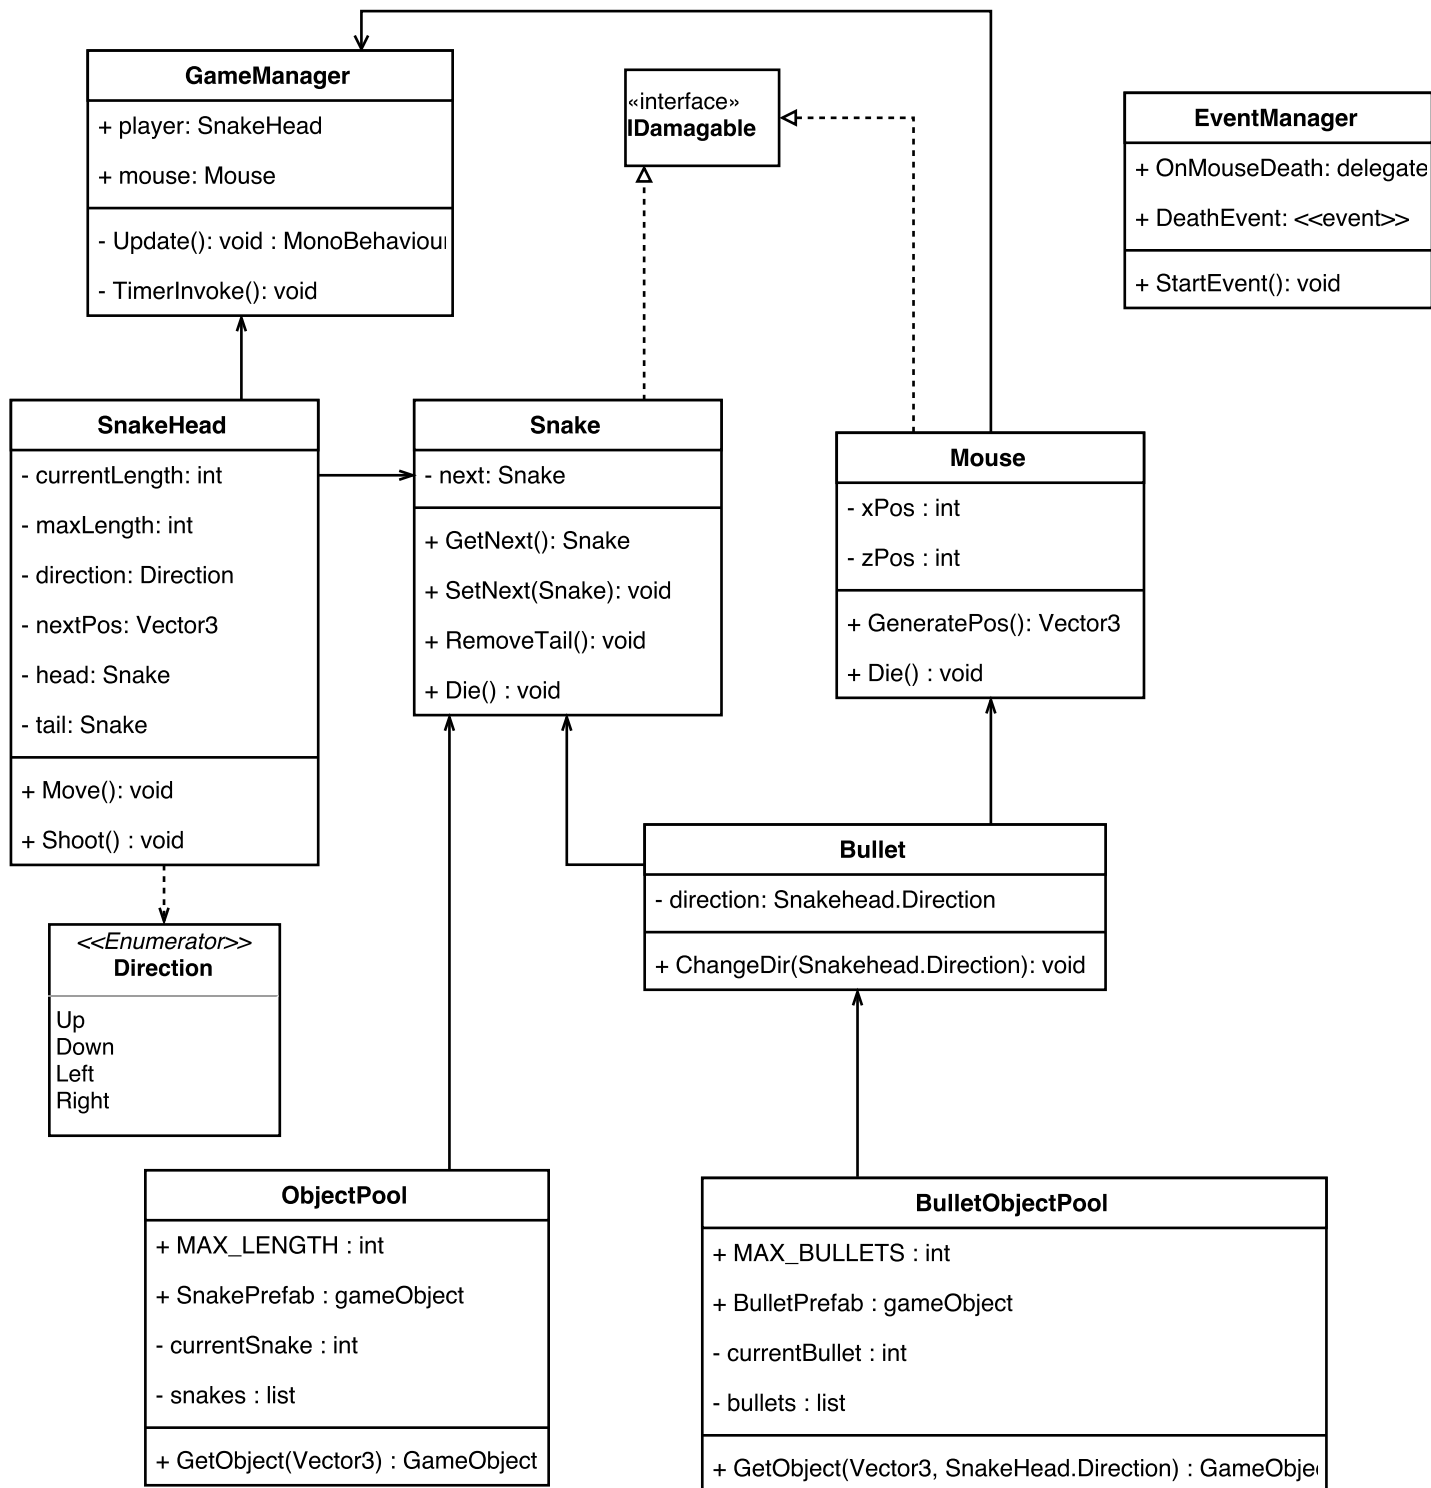 GameManager
+ player: SnakeHead
+ mouse: Mouse
- Update(): void : MonoBehaviour
- TimerInvoke(): void
«interface»
IDamagable
EventManager
+ OnMouseDeath: delegate
+ DeathEvent: <<event>>
+ StartEvent(): void
SnakeHead
- currentLength: int
- maxLength: int
- direction: Direction
- nextPos: Vector3
- head: Snake
- tail: Snake
+ Move(): void
+ Shoot() : void
Snake
- next: Snake
+ GetNext(): Snake
+ SetNext(Snake): void
+ RemoveTail(): void
+ Die() : void
Mouse
- xPos : int
- zPos : int
+ GeneratePos(): Vector3
+ Die() : void
Bullet
- direction: Snakehead.Direction
+ ChangeDir(Snakehead.Direction): void
<<Enumerator>>
Direction
Up
Down
Left
Right
ObjectPool
+ MAX_LENGTH : int
+ SnakePrefab : gameObject
- currentSnake : int
- snakes : list
+ GetObject(Vector3) : GameObject
BulletObjectPool
+ MAX_BULLETS : int
+ BulletPrefab : gameObject
- currentBullet : int
- bullets : list
+ GetObject(Vector3, SnakeHead.Direction) : GameObje